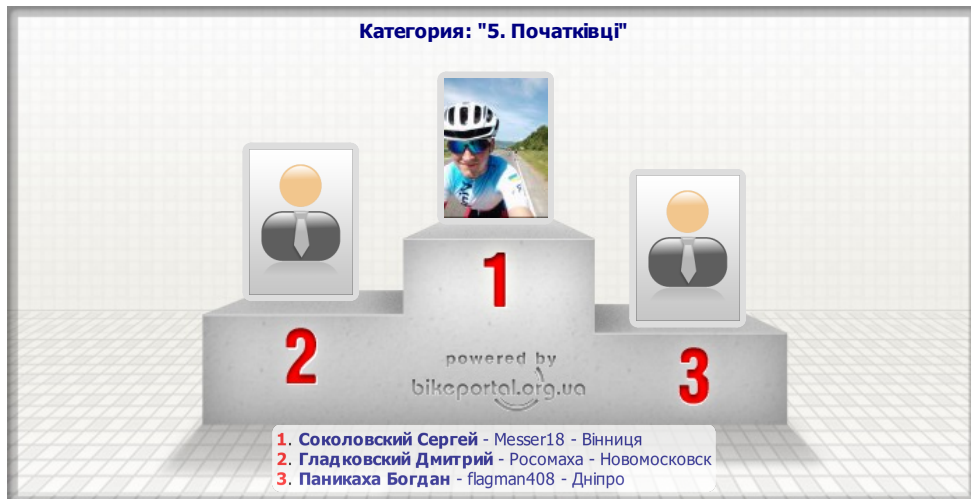 Категория: "5. Початківці"
1
2
3
powered by
bikeportal.org.ua
1. Соколовский Сергей - Messer18 - Вінниця
2. Гладковский Дмитрий - Росомаха - Новомосковск
3. Паникаха Богдан - flagman408 - Дніпро